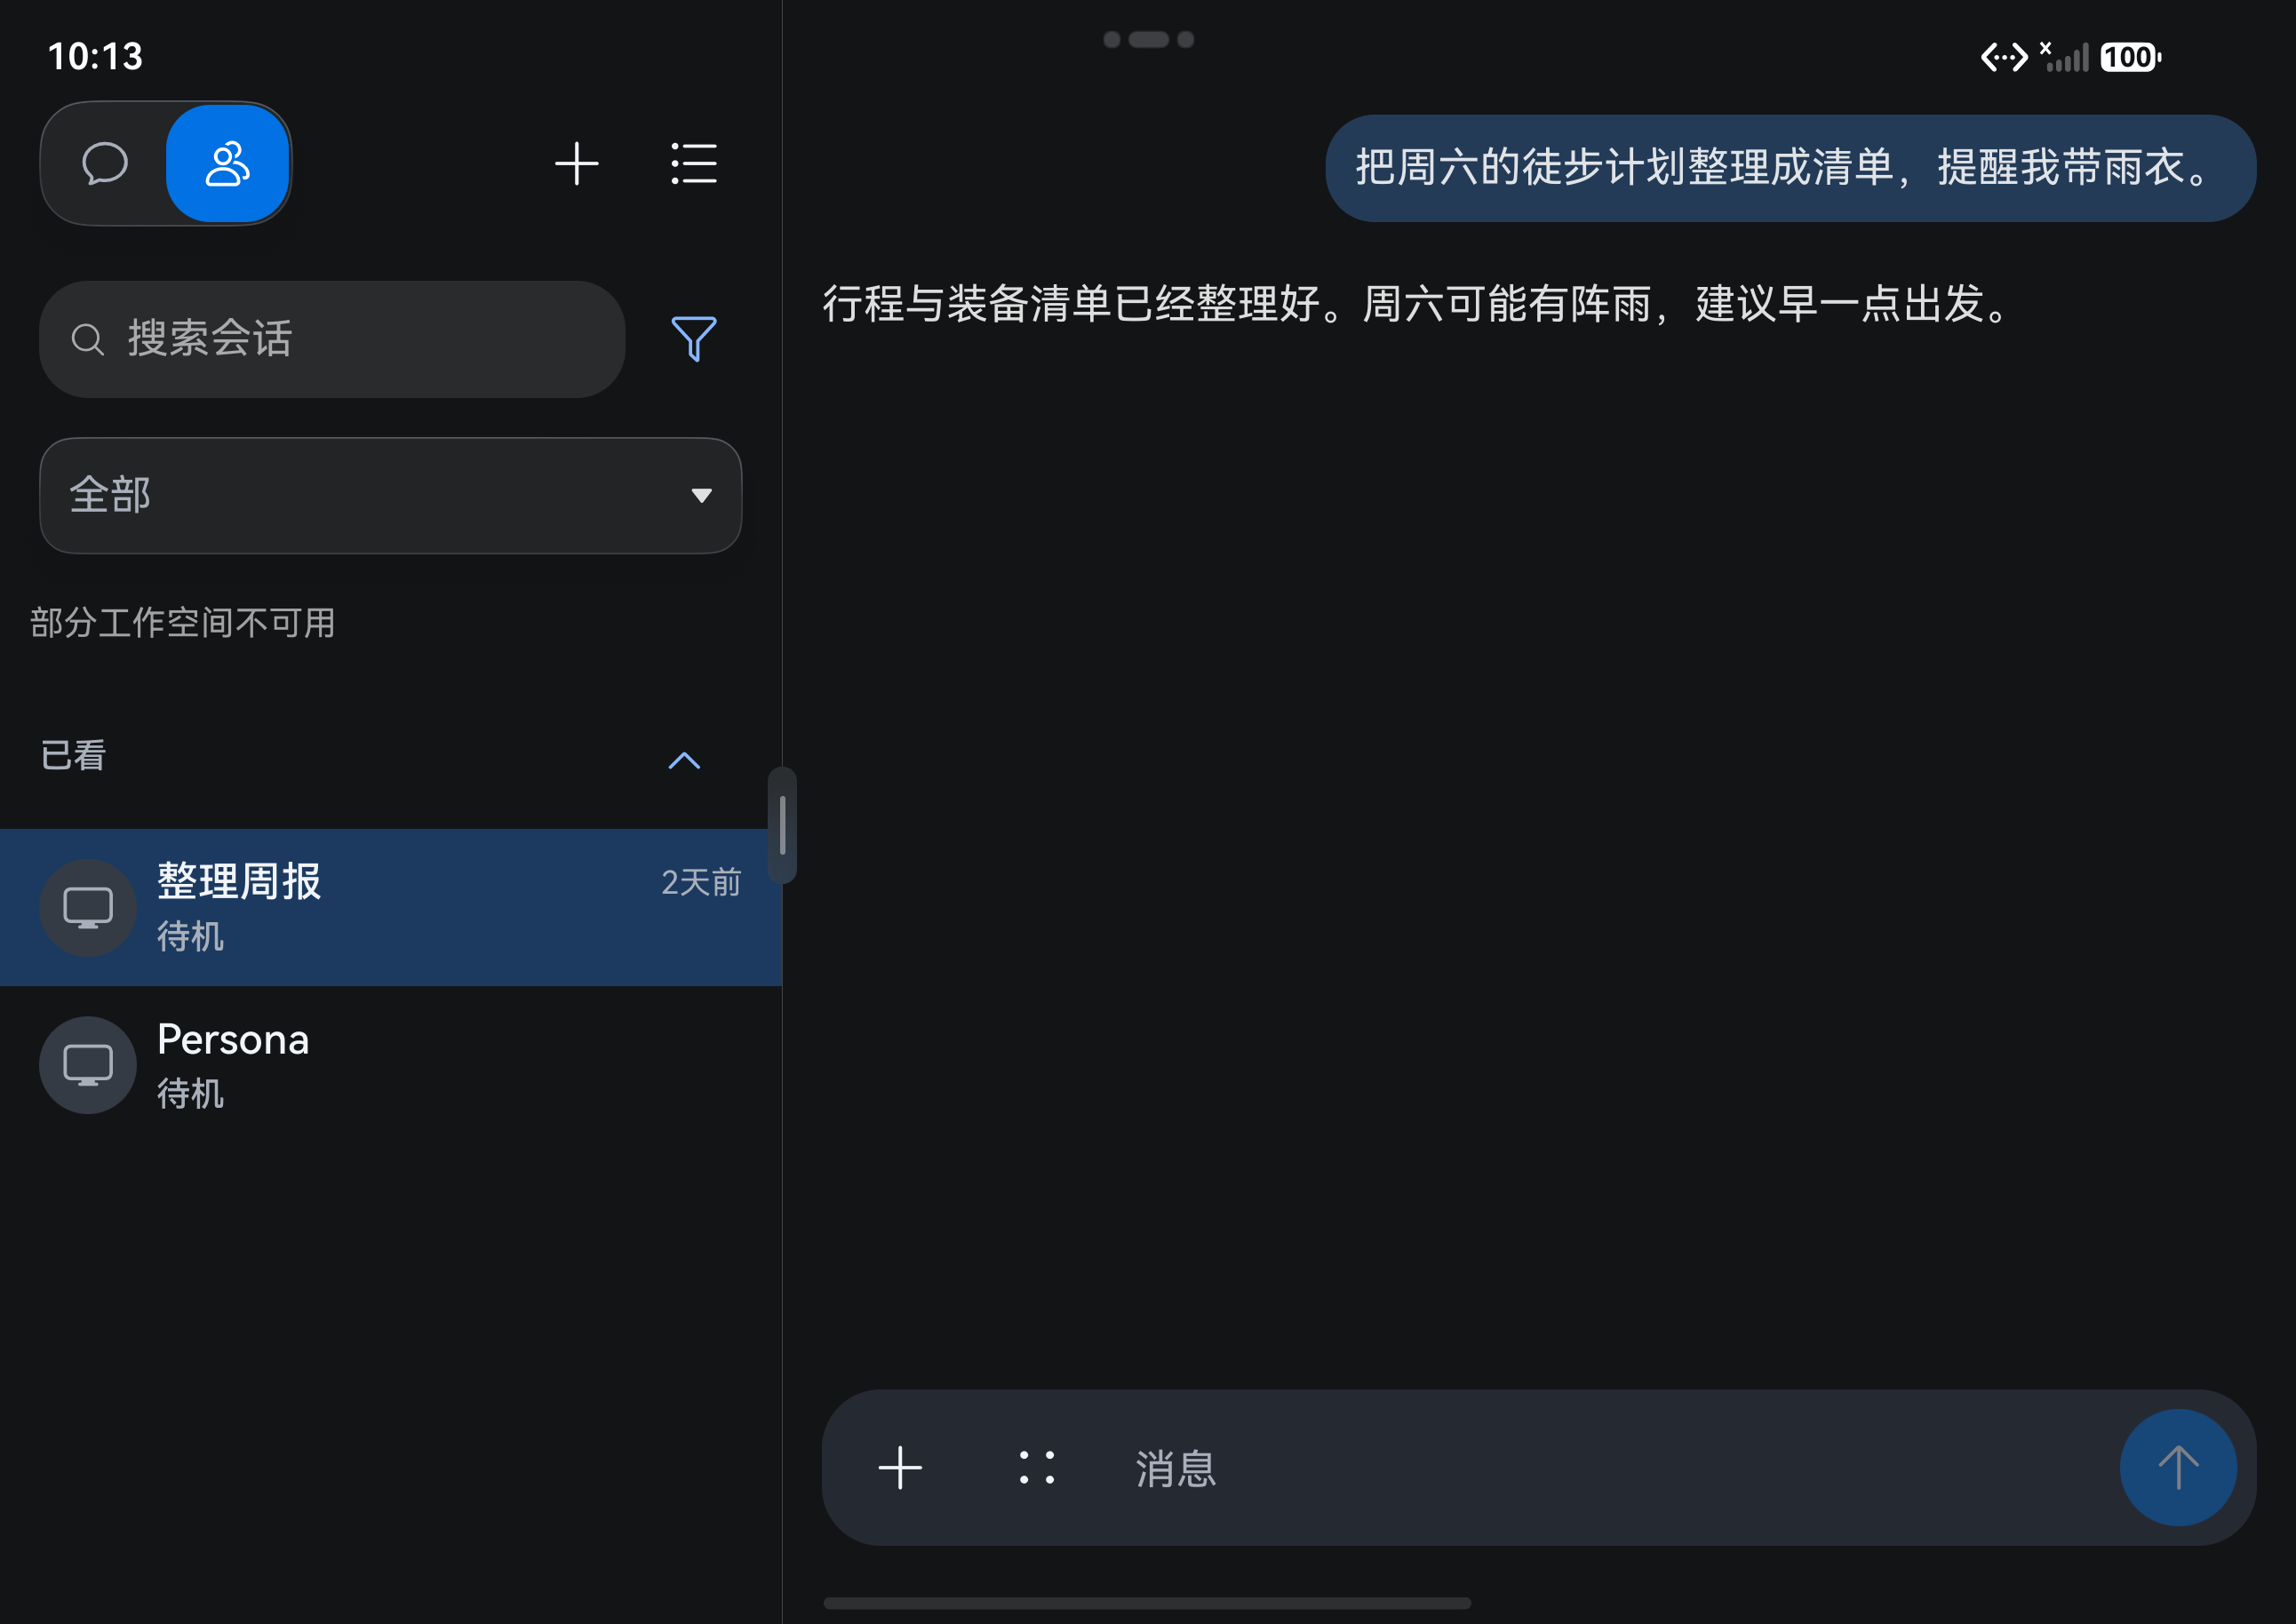 10:13
100
搜索会话
全部
部分工作空间不可用
已看
整理周报
2天前
待机
Persona
待机
把周六的徒步计划整理成清单，提醒我带雨衣。
行程与装备清单已经整理好。周六可能有阵雨，建议早一点出发。
消息